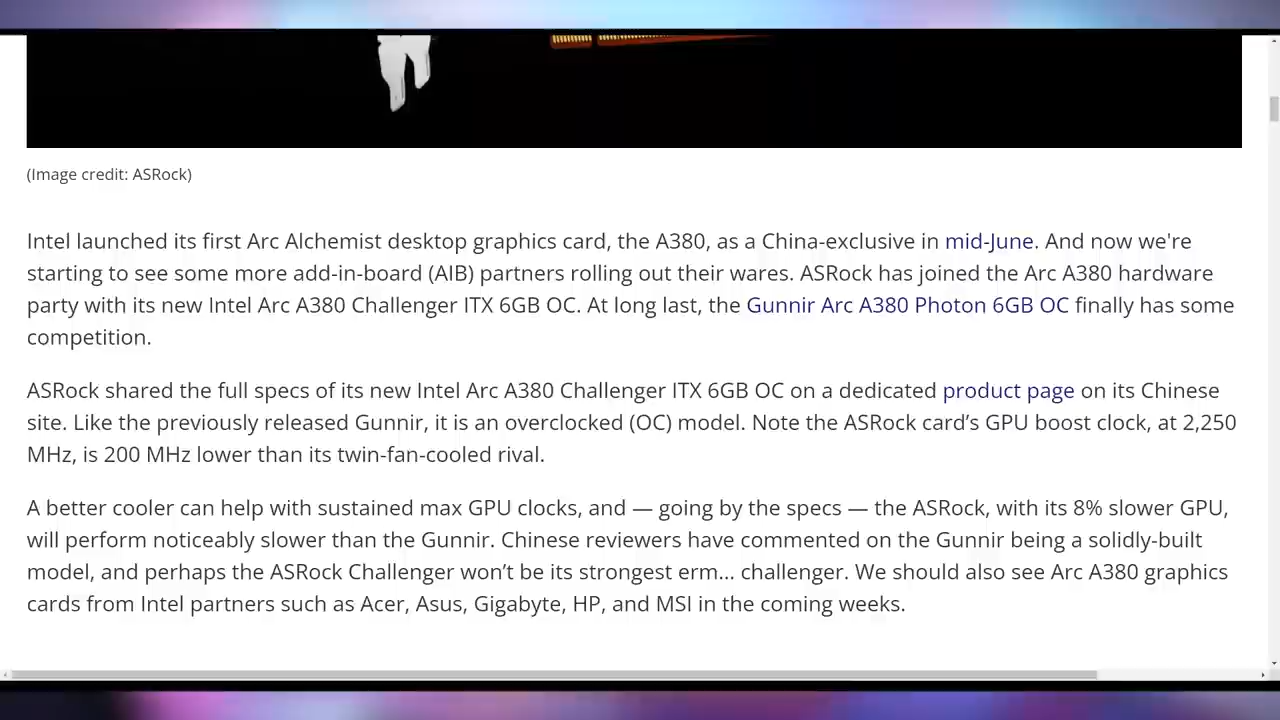 (Image credit: ASRock)
Intel launched its first Arc Alchemist desktop graphics card, the A380, as a China-exclusive in mid-June. And now we're
starting to see some more add-in-board (AIB) partners rolling out their wares. ASRock has joined the Arc A380 hardware
party with its new Intel Arc A380 Challenger ITX 6GB OC. At long last, the Gunnir Arc A380 Photon 6GB OC finally has some
competition.
ASRock shared the full specs of its new Intel Arc A380 Challenger ITX 6GB OC on a dedicated product page on its Chinese
site. Like the previously released Gunnir, it is an overclocked (OC) model. Note the ASRock card’s GPU boost clock, at 2,250
MHz, is 200 MHz lower than its twin-fan-cooled rival.
A better cooler can help with sustained max GPU clocks, and — going by the specs — the ASRock, with its 8% slower GPU,
will perform noticeably slower than the Gunnir. Chinese reviewers have commented on the Gunnir being a solidly-built
model, and perhaps the ASRock Challenger won’t be its strongest erm... challenger. We should also see Arc A380 graphics
cards from Intel partners such as Acer, Asus, Gigabyte, HP, and MSI in the coming weeks.